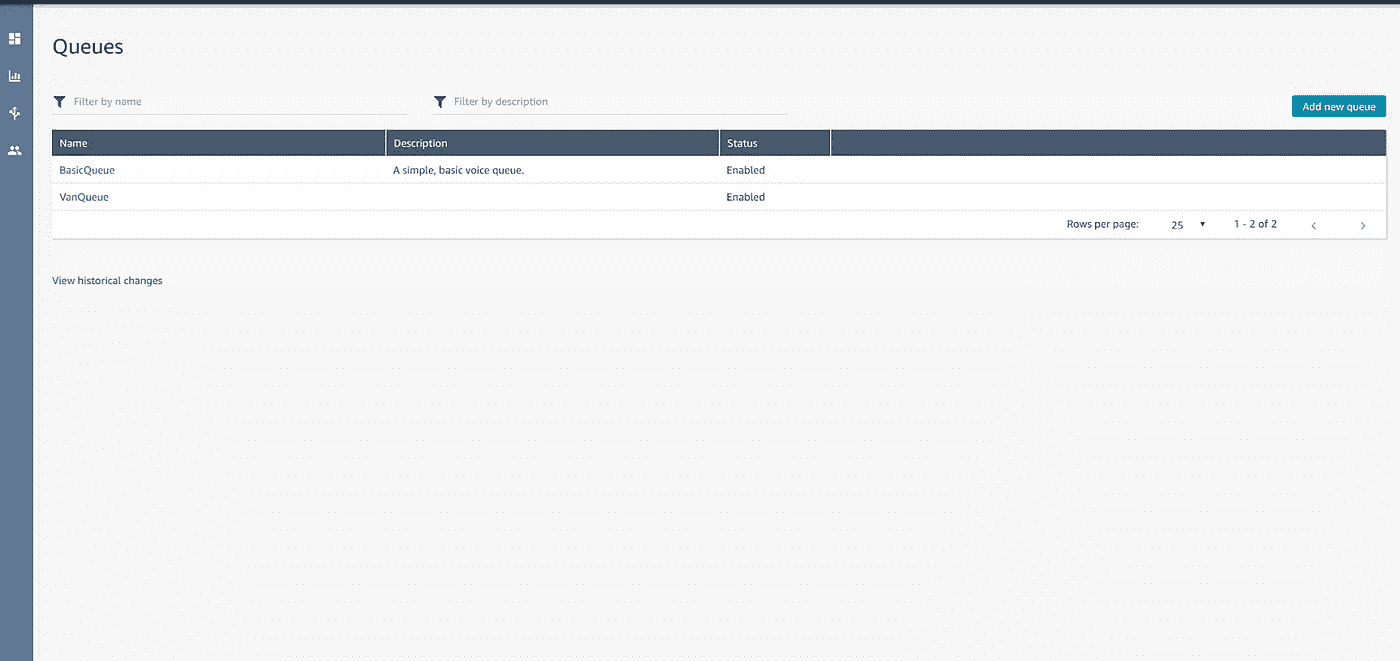 Queues
Filter by name
Filter by description
Add new queue
Name Description Status
BasicQueue A simple, basic voice queue. Enabled
VanQueue Enabled
Rows per page: 25 1 - 2 of 2
View historical changes